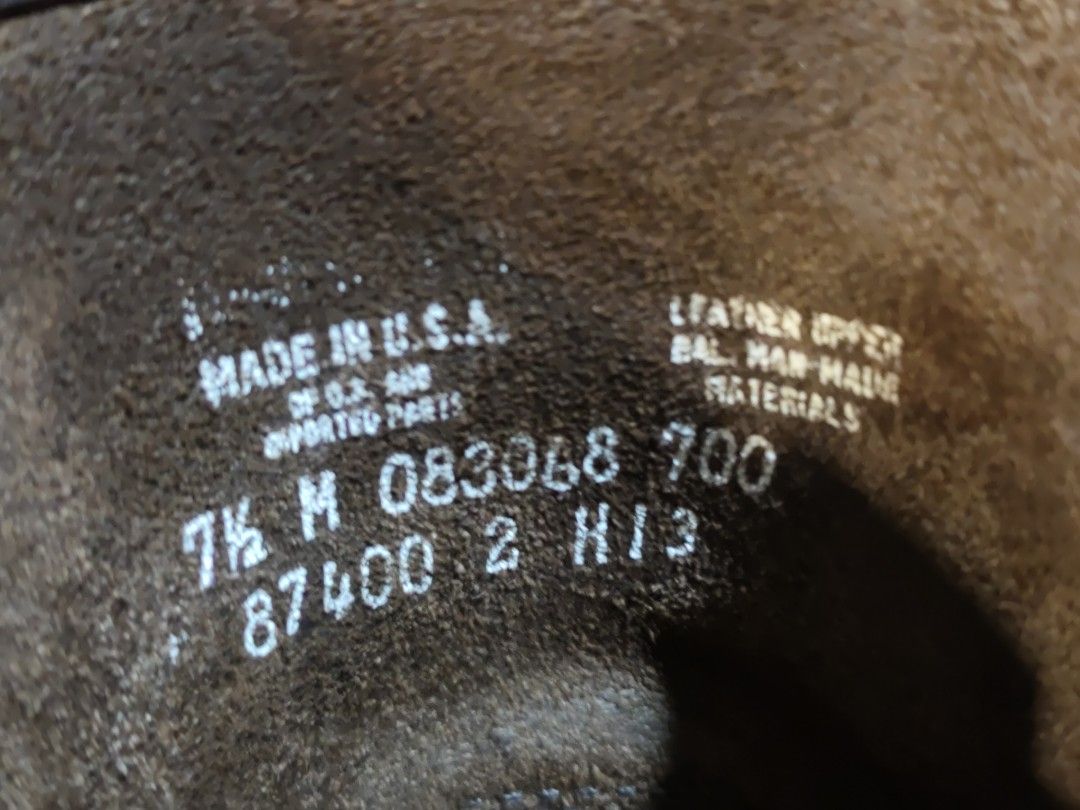 MADE IN U.S.A.
OF U.S. AND
IMPORTED PARTS
LEATHER UPPER
BAL. MAN-MADE
MATERIALS
7½ M 083068 700
87400 2 H13